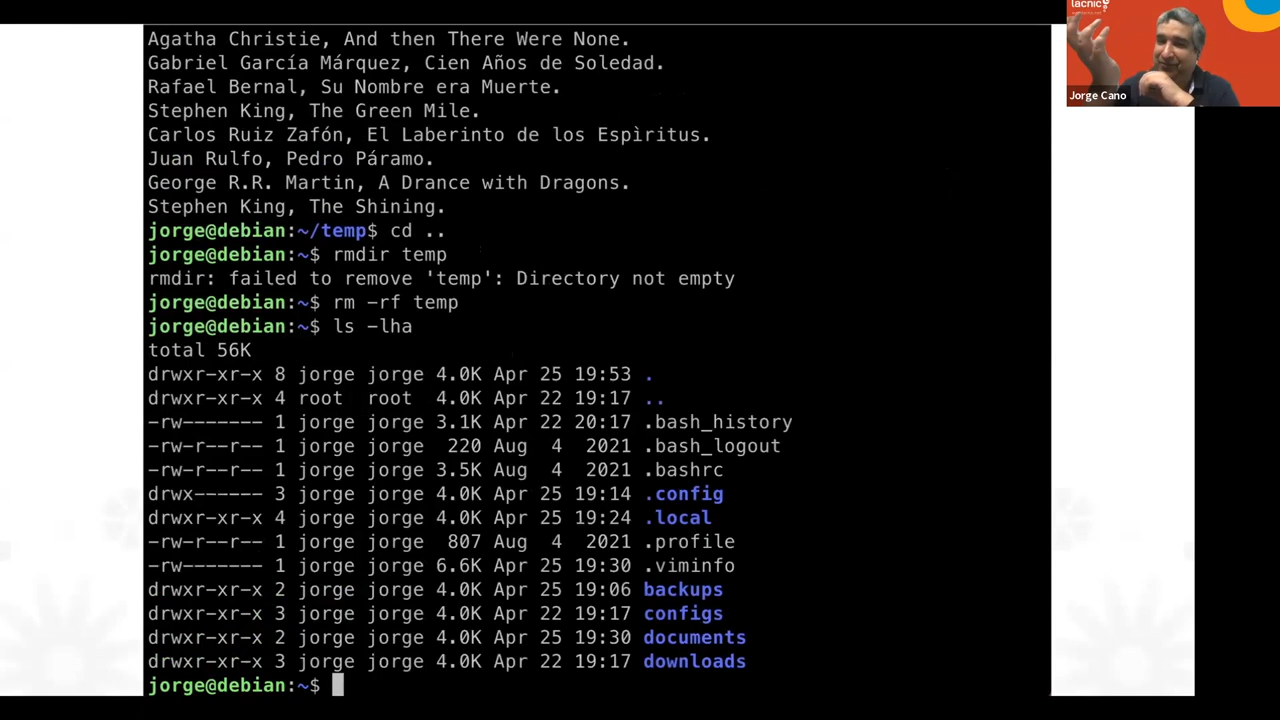 Agatha Christie, And then There Were None.
Gabriel García Márquez, Cien Años de Soledad.
Rafael Bernal, Su Nombre era Muerte.
Stephen King, The Green Mile.
Carlos Ruiz Zafón, El Laberinto de los Espìritus.
Juan Rulfo, Pedro Páramo.
George R.R. Martin, A Drance with Dragons.
Stephen King, The Shining.
jorge@debian:~/temp$ cd ..
jorge@debian:~$ rmdir temp
rmdir: failed to remove 'temp': Directory not empty
jorge@debian:~$ rm -rf temp
jorge@debian:~$ ls -lha
total 56K
drwxr-xr-x 8 jorge jorge 4.0K Apr 25 19:53 .
drwxr-xr-x 4 root  root  4.0K Apr 22 19:17 ..
-rw------- 1 jorge jorge 3.1K Apr 22 20:17 .bash_history
-rw-r--r-- 1 jorge jorge  220 Aug  4  2021 .bash_logout
-rw-r--r-- 1 jorge jorge 3.5K Aug  4  2021 .bashrc
drwx------ 3 jorge jorge 4.0K Apr 25 19:14 .config
drwxr-xr-x 4 jorge jorge 4.0K Apr 25 19:24 .local
-rw-r--r-- 1 jorge jorge  807 Aug  4  2021 .profile
-rw------- 1 jorge jorge 6.6K Apr 25 19:30 .viminfo
drwxr-xr-x 2 jorge jorge 4.0K Apr 25 19:06 backups
drwxr-xr-x 3 jorge jorge 4.0K Apr 22 19:17 configs
drwxr-xr-x 2 jorge jorge 4.0K Apr 25 19:30 documents
drwxr-xr-x 3 jorge jorge 4.0K Apr 22 19:17 downloads
jorge@debian:~$
lacnic
Jorge Cano